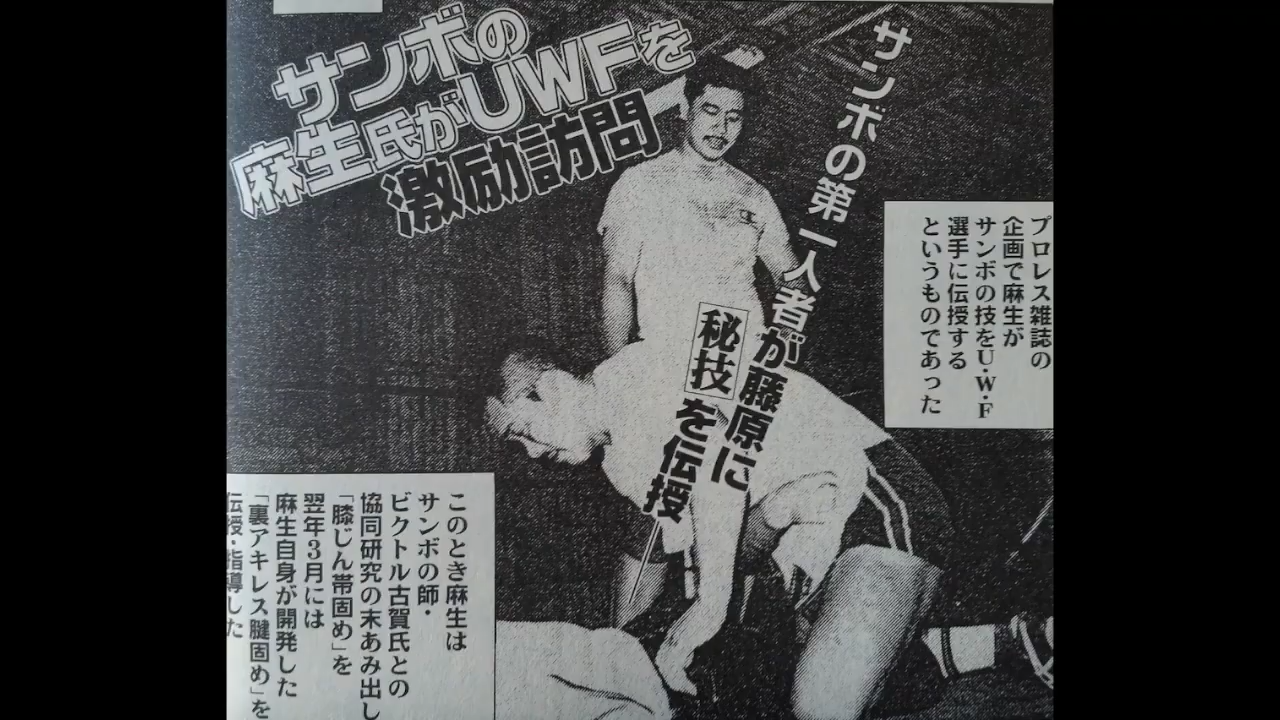 サンボの
麻生氏がUWFを
激励訪問
サンボの第一人者が藤原に
秘技を伝授
プロレス雑誌の
企画で麻生が
サンボの技をU・W・F
選手に伝授する
というものであった
このとき麻生は
サンボの師・
ビクトル古賀氏との
協同研究の末あみ出し
「膝じん帯固め」を
翌年3月には
麻生自身が開発した
「裏アキレス腱固め」を
伝授・指導した